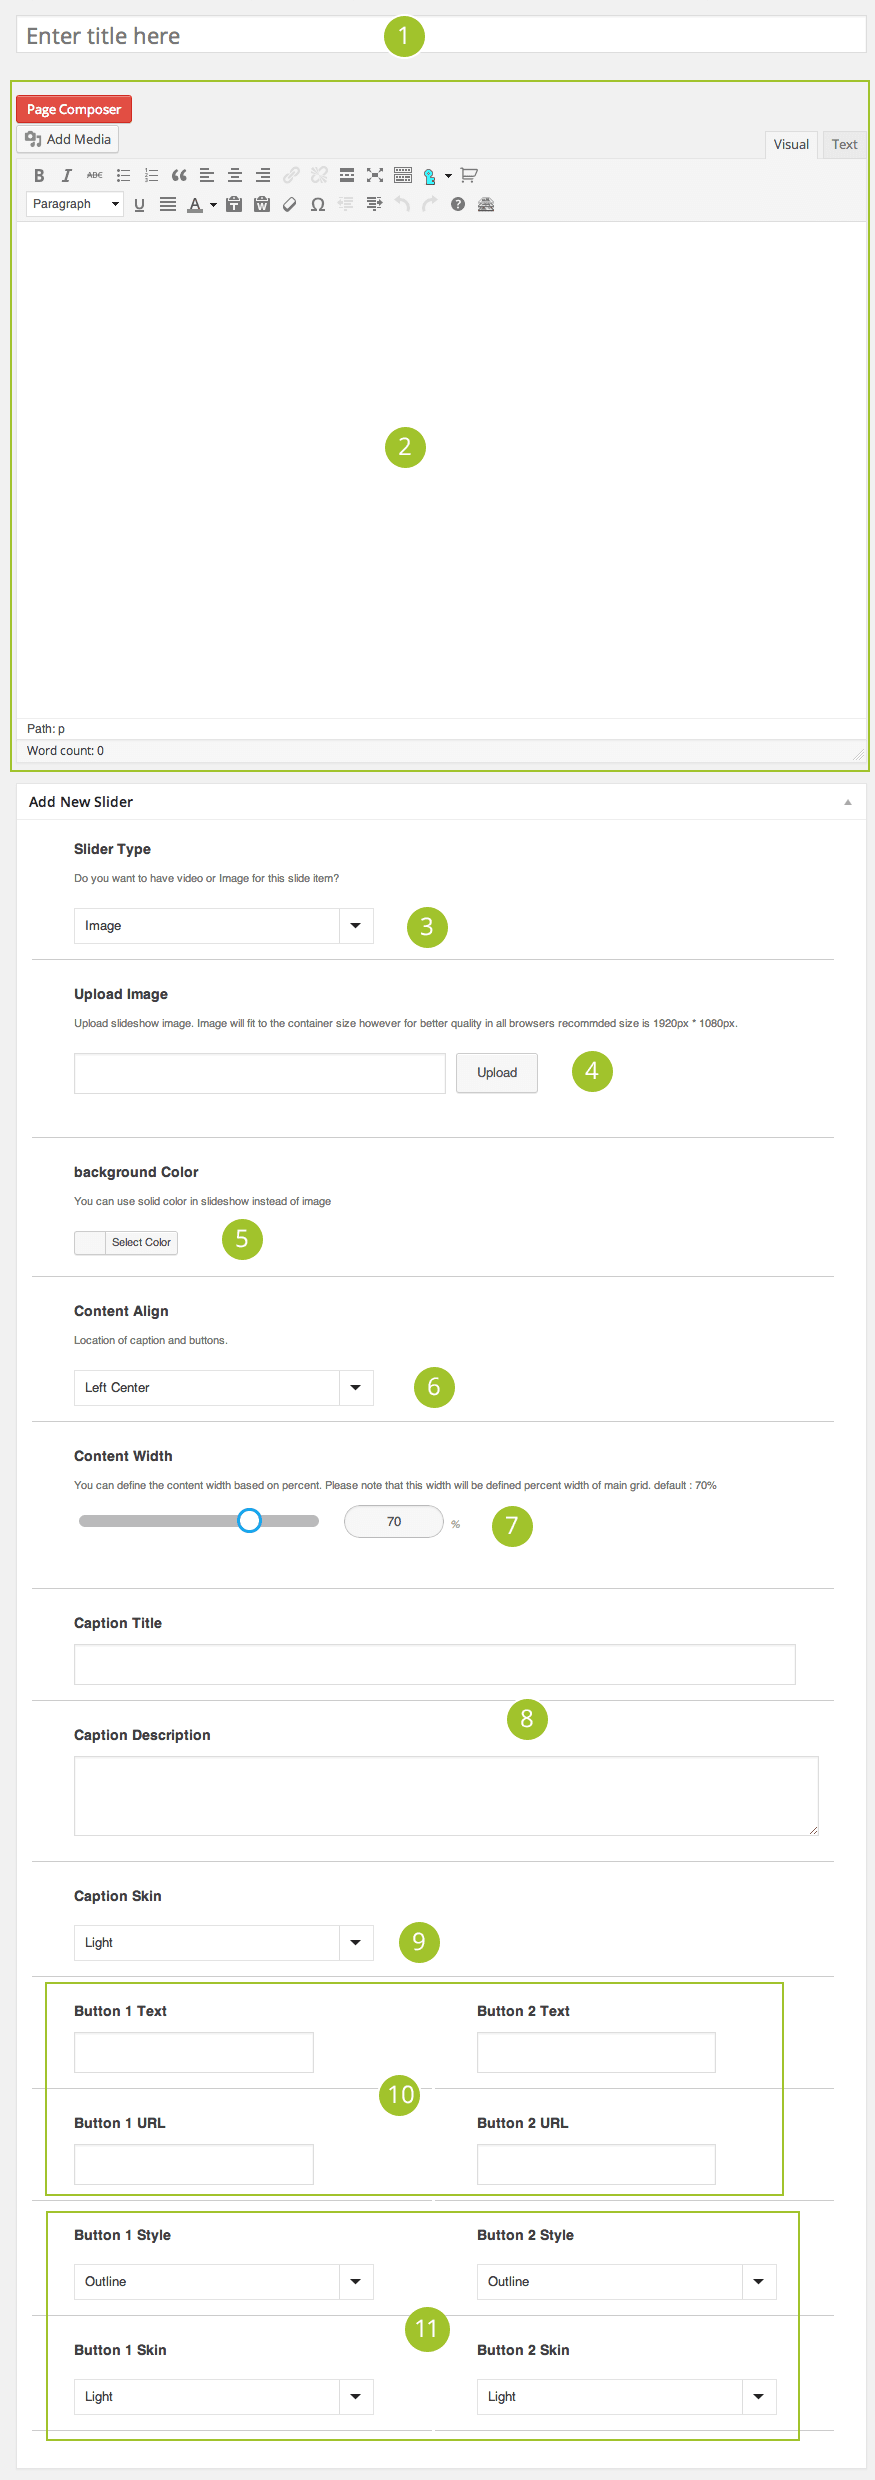 Enter title here 1
Page Composer
Add Media
Visual Text
B I ABC
Paragraph U A T W Ω ?
2
Path: p
Word count: 0
Add New Slider
Slider Type
Do you want to have video or Image for this slide item?
Image 3
Upload Image
Upload slideshow image. Image will fit to the container size however for better quality in all browsers recommded size is 1920px * 1080px.
Upload 4
background Color
You can use solid color in slideshow instead of image
Select Color 5
Content Align
Location of caption and buttons.
Left Center 6
Content Width
You can define the content width based on percent. Please note that this width will be defined percent width of main grid. default : 70%
70 % 7
Caption Title
8
Caption Description
Caption Skin
Light 9
Button 1 Text Button 2 Text
10
Button 1 URL Button 2 URL
Button 1 Style Button 2 Style
Outline Outline
11
Button 1 Skin Button 2 Skin
Light Light